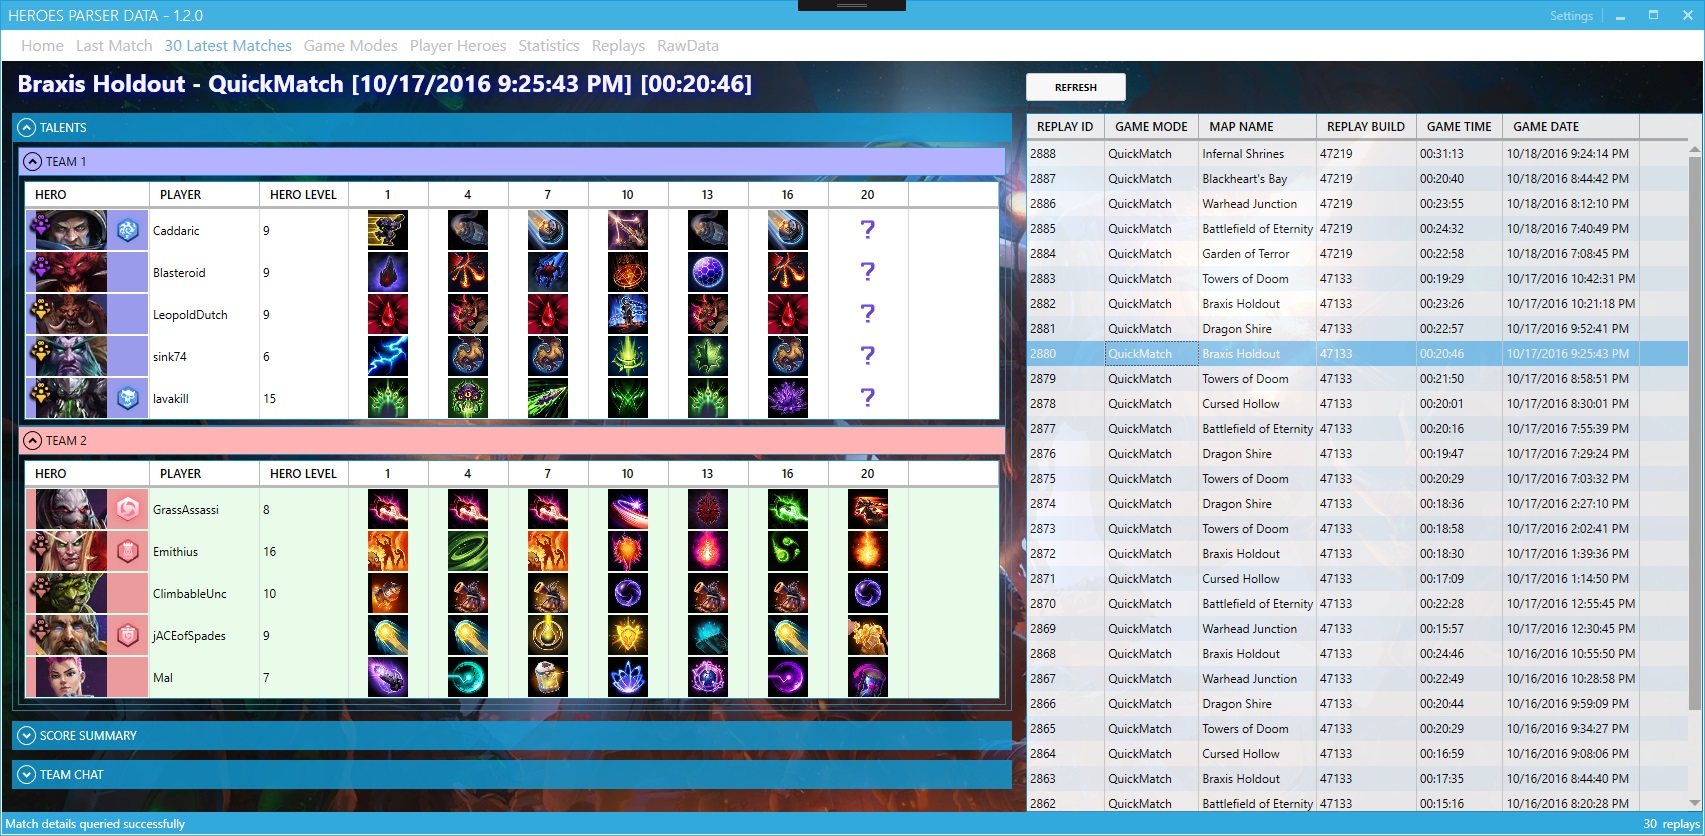 HEROES PARSER DATA - 1.2.0
Settings
Home Last Match 30 Latest Matches Game Modes Player Heroes Statistics Replays RawData
Braxis Holdout - QuickMatch [10/17/2016 9:25:43 PM] [00:20:46]
TALENTS
TEAM 1
HERO PLAYER HERO LEVEL 1 4 7 10 13 16 20
Caddaric 9 ?
Blasteroid 9 ?
LeopoldDutch 9 ?
sink74 6 ?
lavakill 15 ?
TEAM 2
HERO PLAYER HERO LEVEL 1 4 7 10 13 16 20
GrassAssassi 8
Emithius 16
ClimbableUnc 10
jACEofSpades 9
Mal 7
SCORE SUMMARY
TEAM CHAT
REFRESH
REPLAY ID GAME MODE MAP NAME REPLAY BUILD GAME TIME GAME DATE
2888 QuickMatch Infernal Shrines 47219 00:31:13 10/18/2016 9:24:14 PM
2887 QuickMatch Blackheart's Bay 47219 00:20:40 10/18/2016 8:44:42 PM
2886 QuickMatch Warhead Junction 47219 00:23:55 10/18/2016 8:12:10 PM
2885 QuickMatch Battlefield of Eternity 47219 00:24:32 10/18/2016 7:40:49 PM
2884 QuickMatch Garden of Terror 47219 00:22:58 10/18/2016 7:08:45 PM
2883 QuickMatch Towers of Doom 47133 00:19:29 10/17/2016 10:42:31 PM
2882 QuickMatch Braxis Holdout 47133 00:23:26 10/17/2016 10:21:18 PM
2881 QuickMatch Dragon Shire 47133 00:22:57 10/17/2016 9:52:41 PM
2880 QuickMatch Braxis Holdout 47133 00:20:46 10/17/2016 9:25:43 PM
2879 QuickMatch Towers of Doom 47133 00:21:50 10/17/2016 8:58:51 PM
2878 QuickMatch Cursed Hollow 47133 00:20:01 10/17/2016 8:30:01 PM
2877 QuickMatch Battlefield of Eternity 47133 00:20:16 10/17/2016 7:55:39 PM
2876 QuickMatch Dragon Shire 47133 00:19:47 10/17/2016 7:29:24 PM
2875 QuickMatch Towers of Doom 47133 00:20:29 10/17/2016 7:03:32 PM
2874 QuickMatch Dragon Shire 47133 00:18:36 10/17/2016 2:27:10 PM
2873 QuickMatch Towers of Doom 47133 00:18:58 10/17/2016 2:02:41 PM
2872 QuickMatch Braxis Holdout 47133 00:18:30 10/17/2016 1:39:36 PM
2871 QuickMatch Cursed Hollow 47133 00:17:09 10/17/2016 1:14:50 PM
2870 QuickMatch Battlefield of Eternity 47133 00:22:28 10/17/2016 12:55:45 PM
2869 QuickMatch Warhead Junction 47133 00:15:57 10/17/2016 12:30:45 PM
2868 QuickMatch Braxis Holdout 47133 00:24:46 10/16/2016 10:55:50 PM
2867 QuickMatch Warhead Junction 47133 00:22:49 10/16/2016 10:28:58 PM
2866 QuickMatch Dragon Shire 47133 00:20:44 10/16/2016 9:59:09 PM
2865 QuickMatch Towers of Doom 47133 00:20:29 10/16/2016 9:34:27 PM
2864 QuickMatch Cursed Hollow 47133 00:16:59 10/16/2016 9:08:06 PM
2863 QuickMatch Braxis Holdout 47133 00:17:35 10/16/2016 8:44:40 PM
2862 QuickMatch Battlefield of Eternity 47133 00:15:16 10/16/2016 8:20:28 PM
Match details queried successfully
30 replays